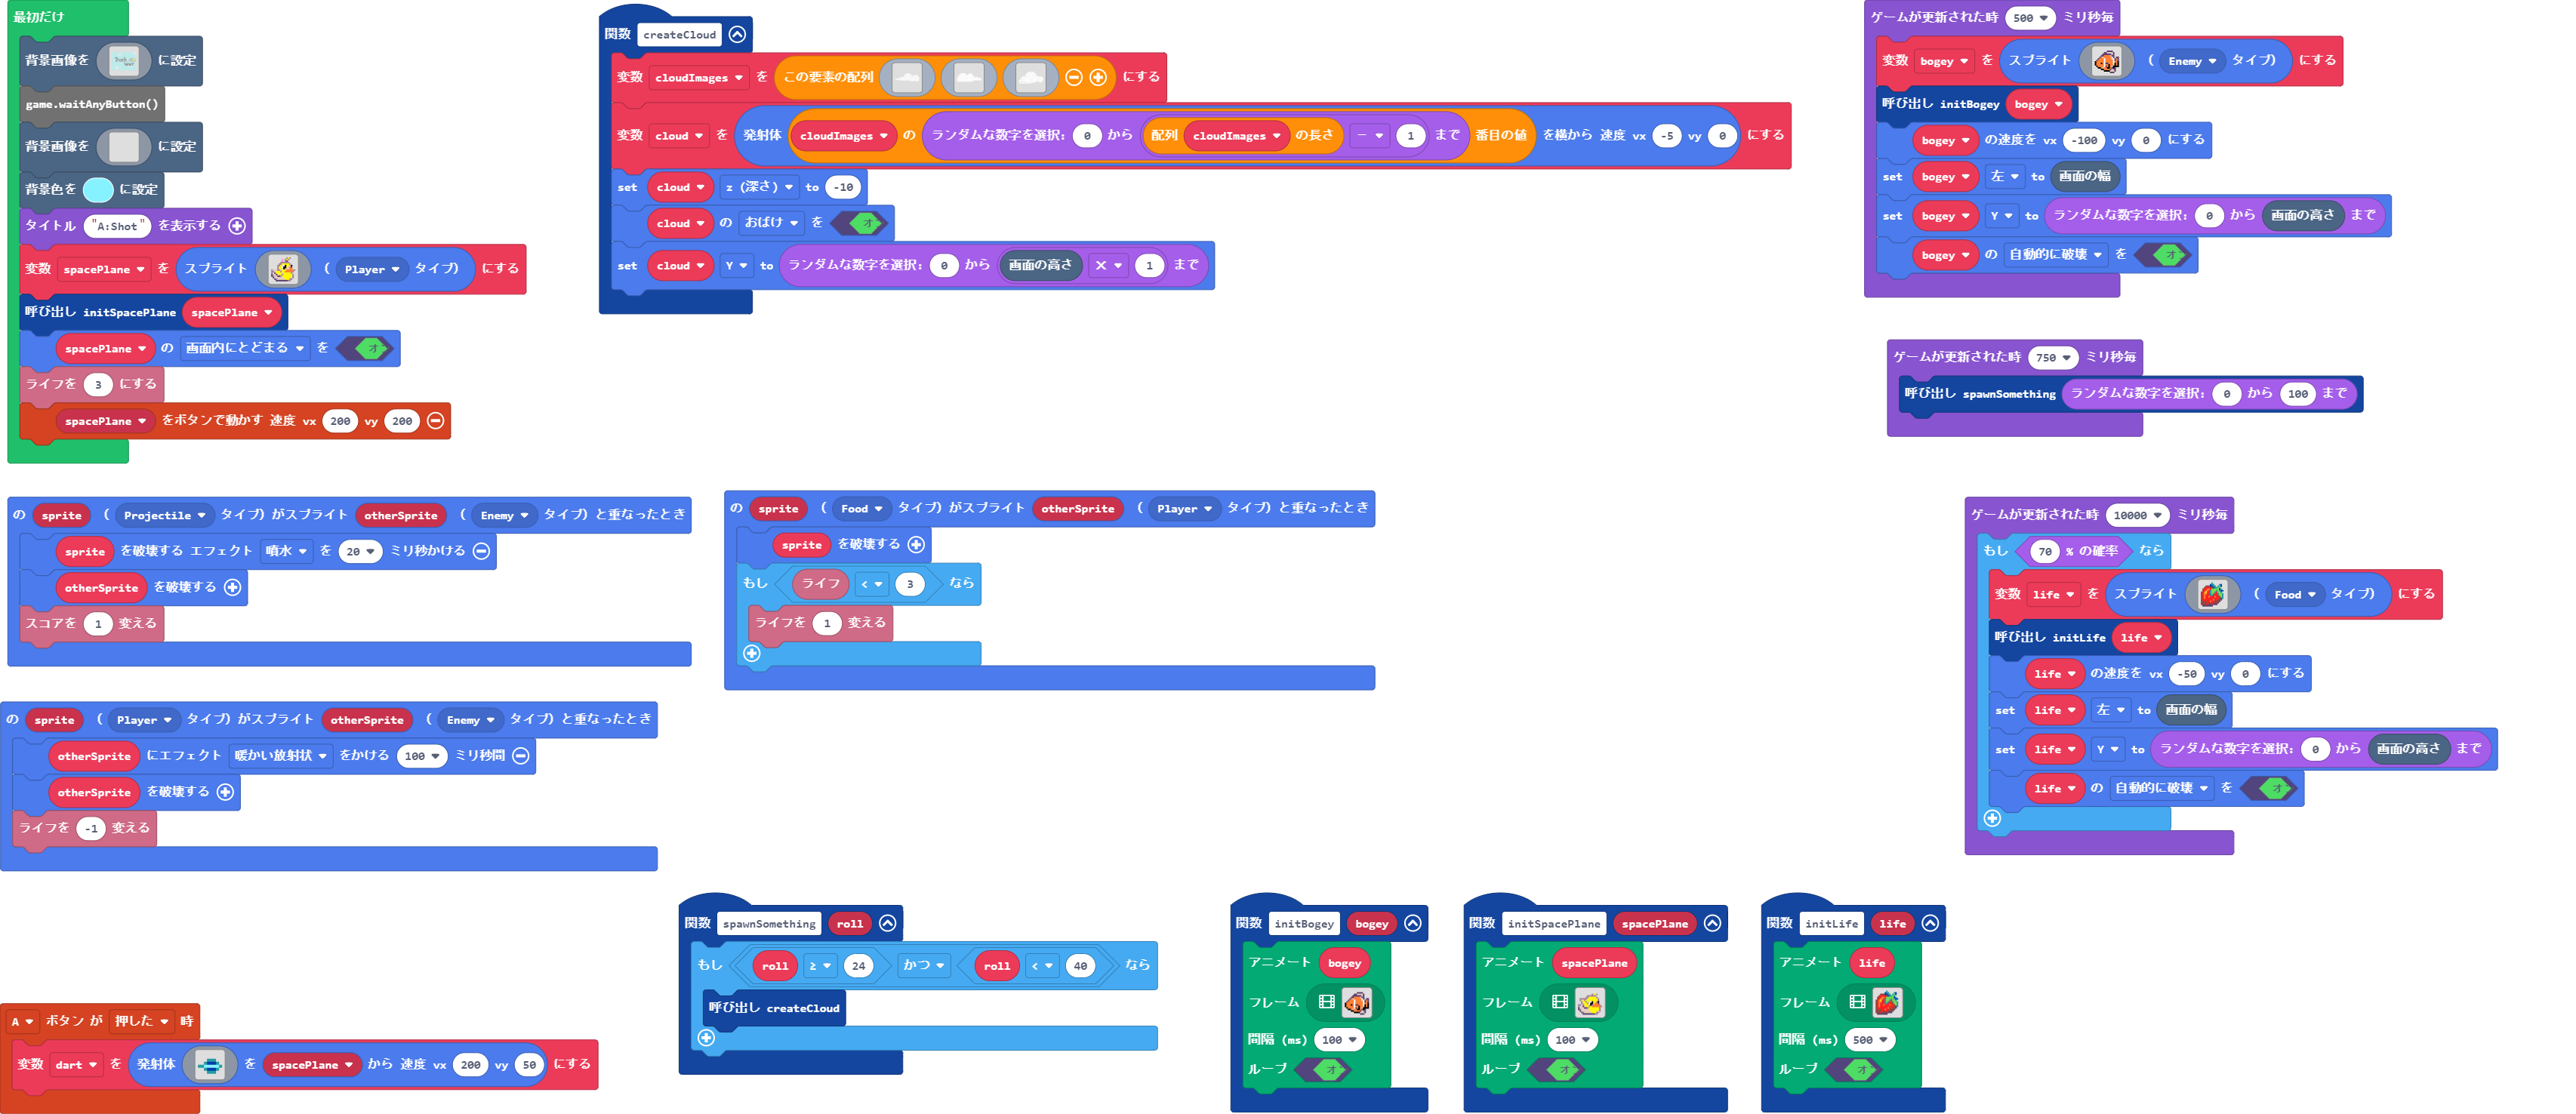 最初だけ
背景画像を に設定
game.waitAnyButton()
背景画像を に設定
背景色を に設定
タイトル "A:Shot" を表示する
変数 spacePlane を スプライト ( Player タイプ) にする
呼び出し initSpacePlane spacePlane
spacePlane の 画面内にとどまる を オ
ライフを 3 にする
spacePlane をボタンで動かす 速度 vx 200 vy 200
関数 createCloud
変数 cloudImages を この要素の配列 にする
変数 cloud を 発射体 cloudImages の ランダムな数字を選択: 0 から 配列 cloudImages の長さ - 1 まで 番目の値 を横から 速度 vx -5 vy 0 にする
set cloud z (深さ) to -10
cloud の おばけ を オ
set cloud Y to ランダムな数字を選択: 0 から 画面の高さ × 1 まで
ゲームが更新された時 500 ミリ秒毎
変数 bogey を スプライト ( Enemy タイプ) にする
呼び出し initBogey bogey
bogey の速度を vx -100 vy 0 にする
set bogey 左 to 画面の幅
set bogey Y to ランダムな数字を選択: 0 から 画面の高さ まで
bogey の 自動的に破壊 を オ
ゲームが更新された時 750 ミリ秒毎
呼び出し spawnSomething ランダムな数字を選択: 0 から 100 まで
の sprite ( Projectile タイプ) がスプライト otherSprite ( Enemy タイプ) と重なったとき
sprite を破壊する エフェクト 噴水 を 20 ミリ秒かける
otherSprite を破壊する
スコアを 1 変える
の sprite ( Food タイプ) がスプライト otherSprite ( Player タイプ) と重なったとき
sprite を破壊する
もし ライフ < 3 なら
ライフを 1 変える
ゲームが更新された時 10000 ミリ秒毎
もし 70 % の確率 なら
変数 life を スプライト ( Food タイプ) にする
呼び出し initLife life
life の速度を vx -50 vy 0 にする
set life 左 to 画面の幅
set life Y to ランダムな数字を選択: 0 から 画面の高さ まで
life の 自動的に破壊 を オ
の sprite ( Player タイプ) がスプライト otherSprite ( Enemy タイプ) と重なったとき
otherSprite にエフェクト 暖かい放射状 をかける 100 ミリ秒間
otherSprite を破壊する
ライフを -1 変える
A ボタン が 押した 時
変数 dart を 発射体 を spacePlane から 速度 vx 200 vy 50 にする
関数 spawnSomething roll
もし roll ≥ 24 かつ roll < 40 なら
呼び出し createCloud
関数 initBogey bogey
アニメート bogey
フレーム
間隔 (ms) 100
ループ オ
関数 initSpacePlane spacePlane
アニメート spacePlane
フレーム
間隔 (ms) 100
ループ オ
関数 initLife life
アニメート life
フレーム
間隔 (ms) 500
ループ オ